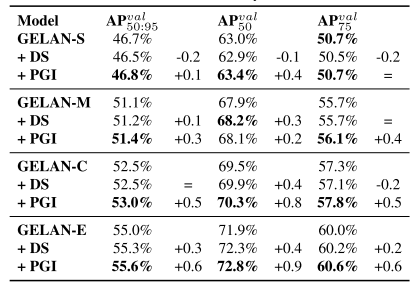 Model AP^{val}_{50:95} AP^{val}_{50} AP^{val}_{75}
GELAN-S 46.7% 63.0% 50.7%
+ DS 46.5% -0.2 62.9% -0.1 50.5% -0.2
+ PGI 46.8% +0.1 63.4% +0.4 50.7% =
GELAN-M 51.1% 67.9% 55.7%
+ DS 51.2% +0.1 68.2% +0.3 55.7% =
+ PGI 51.4% +0.3 68.1% +0.2 56.1% +0.4
GELAN-C 52.5% 69.5% 57.3%
+ DS 52.5% = 69.9% +0.4 57.1% -0.2
+ PGI 53.0% +0.5 70.3% +0.8 57.8% +0.5
GELAN-E 55.0% 71.9% 60.0%
+ DS 55.3% +0.3 72.3% +0.4 60.2% +0.2
+ PGI 55.6% +0.6 72.8% +0.9 60.6% +0.6